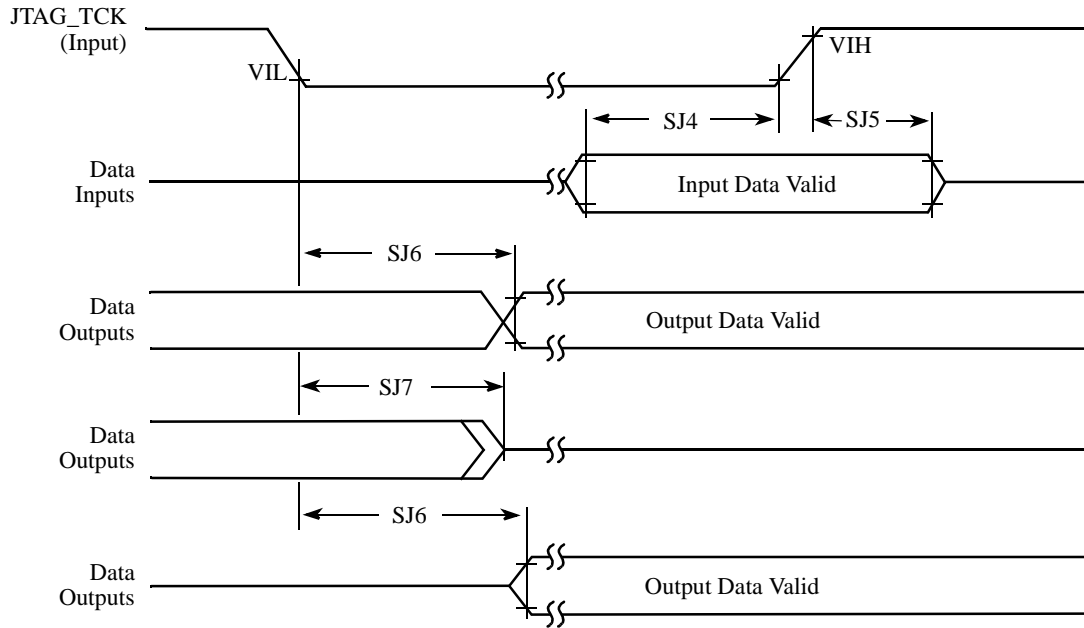 JTAG_TCK
(Input)
VIL
VIH
SJ4
SJ5
Data
Inputs
Input Data Valid
SJ6
Data
Outputs
Output Data Valid
SJ7
Data
Outputs
SJ6
Data
Outputs
Output Data Valid